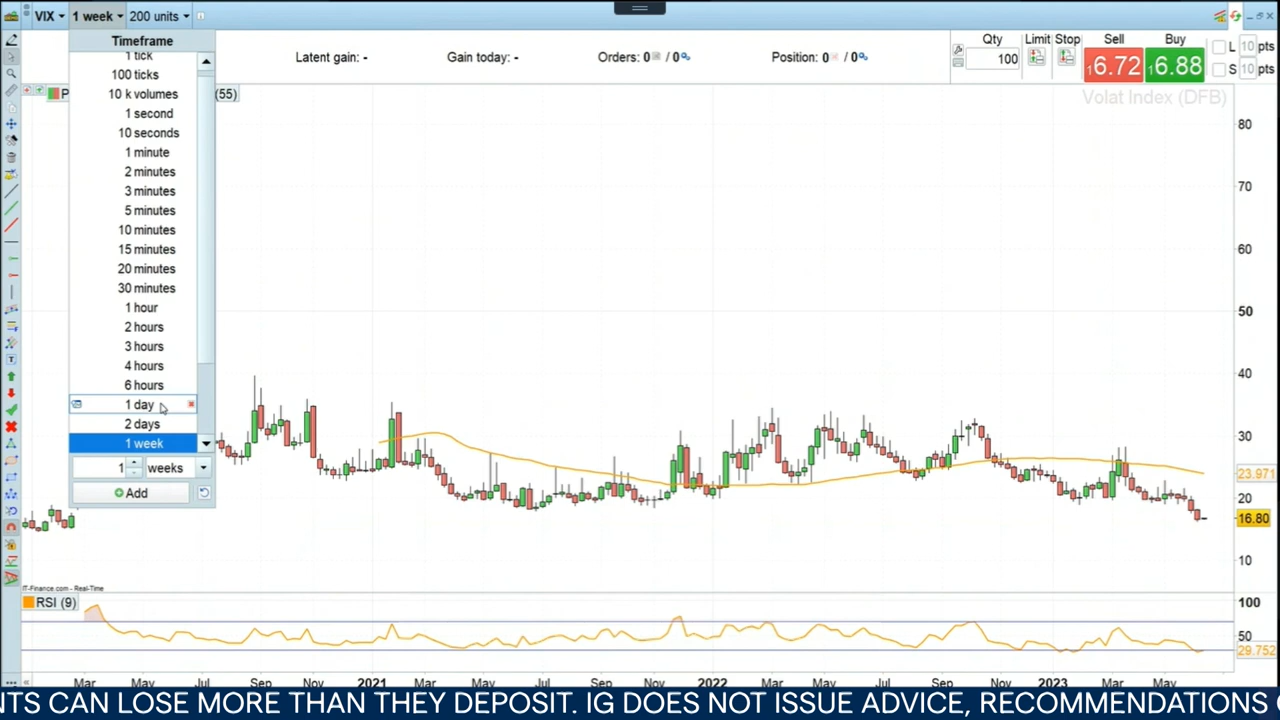 VIX 1 week 200 units
Timeframe
1 tick
100 ticks
10 k volumes
1 second
10 seconds
1 minute
2 minutes
3 minutes
5 minutes
10 minutes
15 minutes
20 minutes
30 minutes
1 hour
2 hours
3 hours
4 hours
6 hours
1 day
2 days
1 week
1 weeks
Add
Latent gain: - Gain today: - Orders: 0 / 0 Position: 0 / 0
Qty Limit Stop Sell Buy
100 16.72 16.88
L 10 pts
S 10 pts
P (55)
Volat Index (DFB)
80
70
60
50
40
30
23.971
20
16.80
10
IT-Finance.com - Real-Time
RSI (9)
100
50
29.752
Mar May Jul Sep Nov 2021 Mar May Jul Sep Nov 2022 Mar May Jul Sep Nov 2023 Mar May
NTS CAN LOSE MORE THAN THEY DEPOSIT. IG DOES NOT ISSUE ADVICE, RECOMMENDATIONS